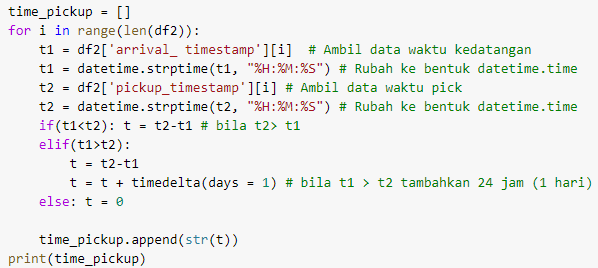 time_pickup = []
for i in range(len(df2)):
    t1 = df2['arrival_ timestamp'][i]  # Ambil data waktu kedatangan
    t1 = datetime.strptime(t1, "%H:%M:%S") # Rubah ke bentuk datetime.time
    t2 = df2['pickup_timestamp'][i] # Ambil data waktu pick
    t2 = datetime.strptime(t2, "%H:%M:%S") # Rubah ke bentuk datetime.time
    if(t1<t2): t = t2-t1 # bila t2> t1
    elif(t1>t2):
        t = t2-t1
        t = t + timedelta(days = 1) # bila t1 > t2 tambahkan 24 jam (1 hari)
    else: t = 0

    time_pickup.append(str(t))
print(time_pickup)